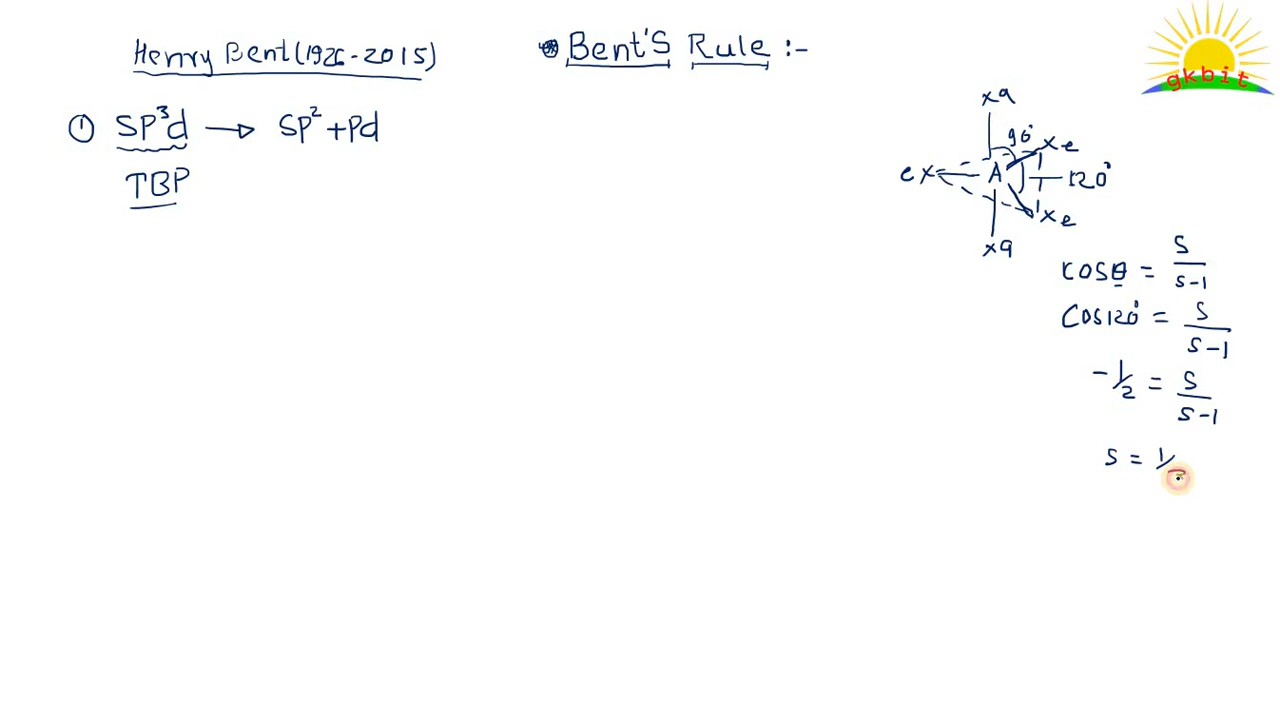 Henry Bent(1926-2015)
Bent's Rule :-
gkbit
① SP³d → SP² + Pd
TBP
xa
90°
xe
ex
A
120°
xe
xa
cosθ = s/s-1
Cos120° = s/s-1
-1/2 = s/s-1
s = 1/3